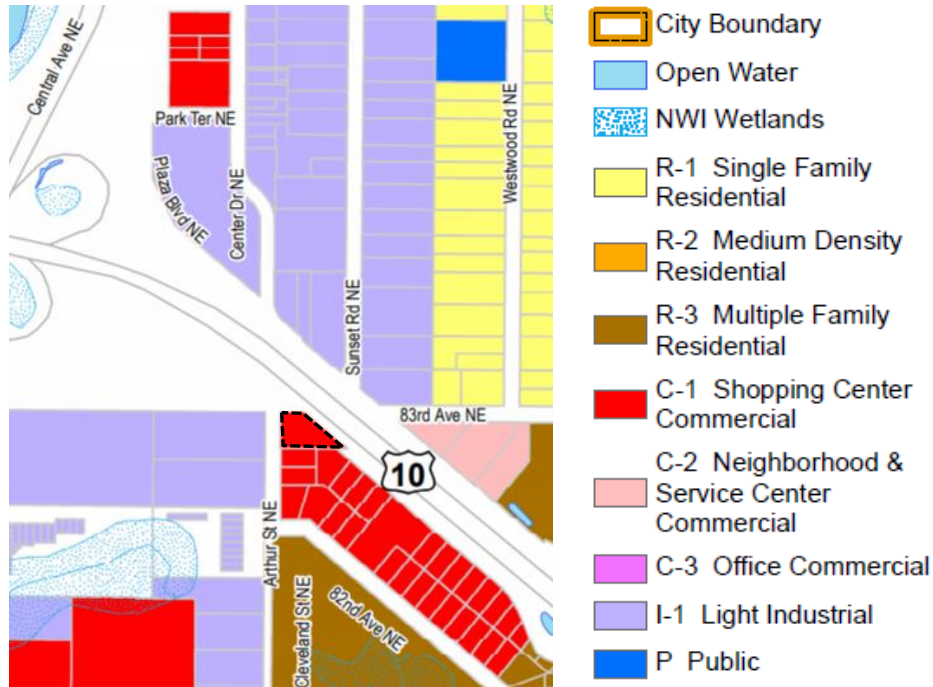 Central Ave NE
Park Ter NE
Plaza Blvd NE
Center Dr NE
Sunset Rd NE
Westwood Rd NE
83rd Ave NE
10
Arthur St NE
Cleveland St NE
82nd Ave NE
City Boundary
Open Water
NWI Wetlands
R-1 Single Family
Residential
R-2 Medium Density
Residential
R-3 Multiple Family
Residential
C-1 Shopping Center
Commercial
C-2 Neighborhood &
Service Center
Commercial
C-3 Office Commercial
I-1 Light Industrial
P Public